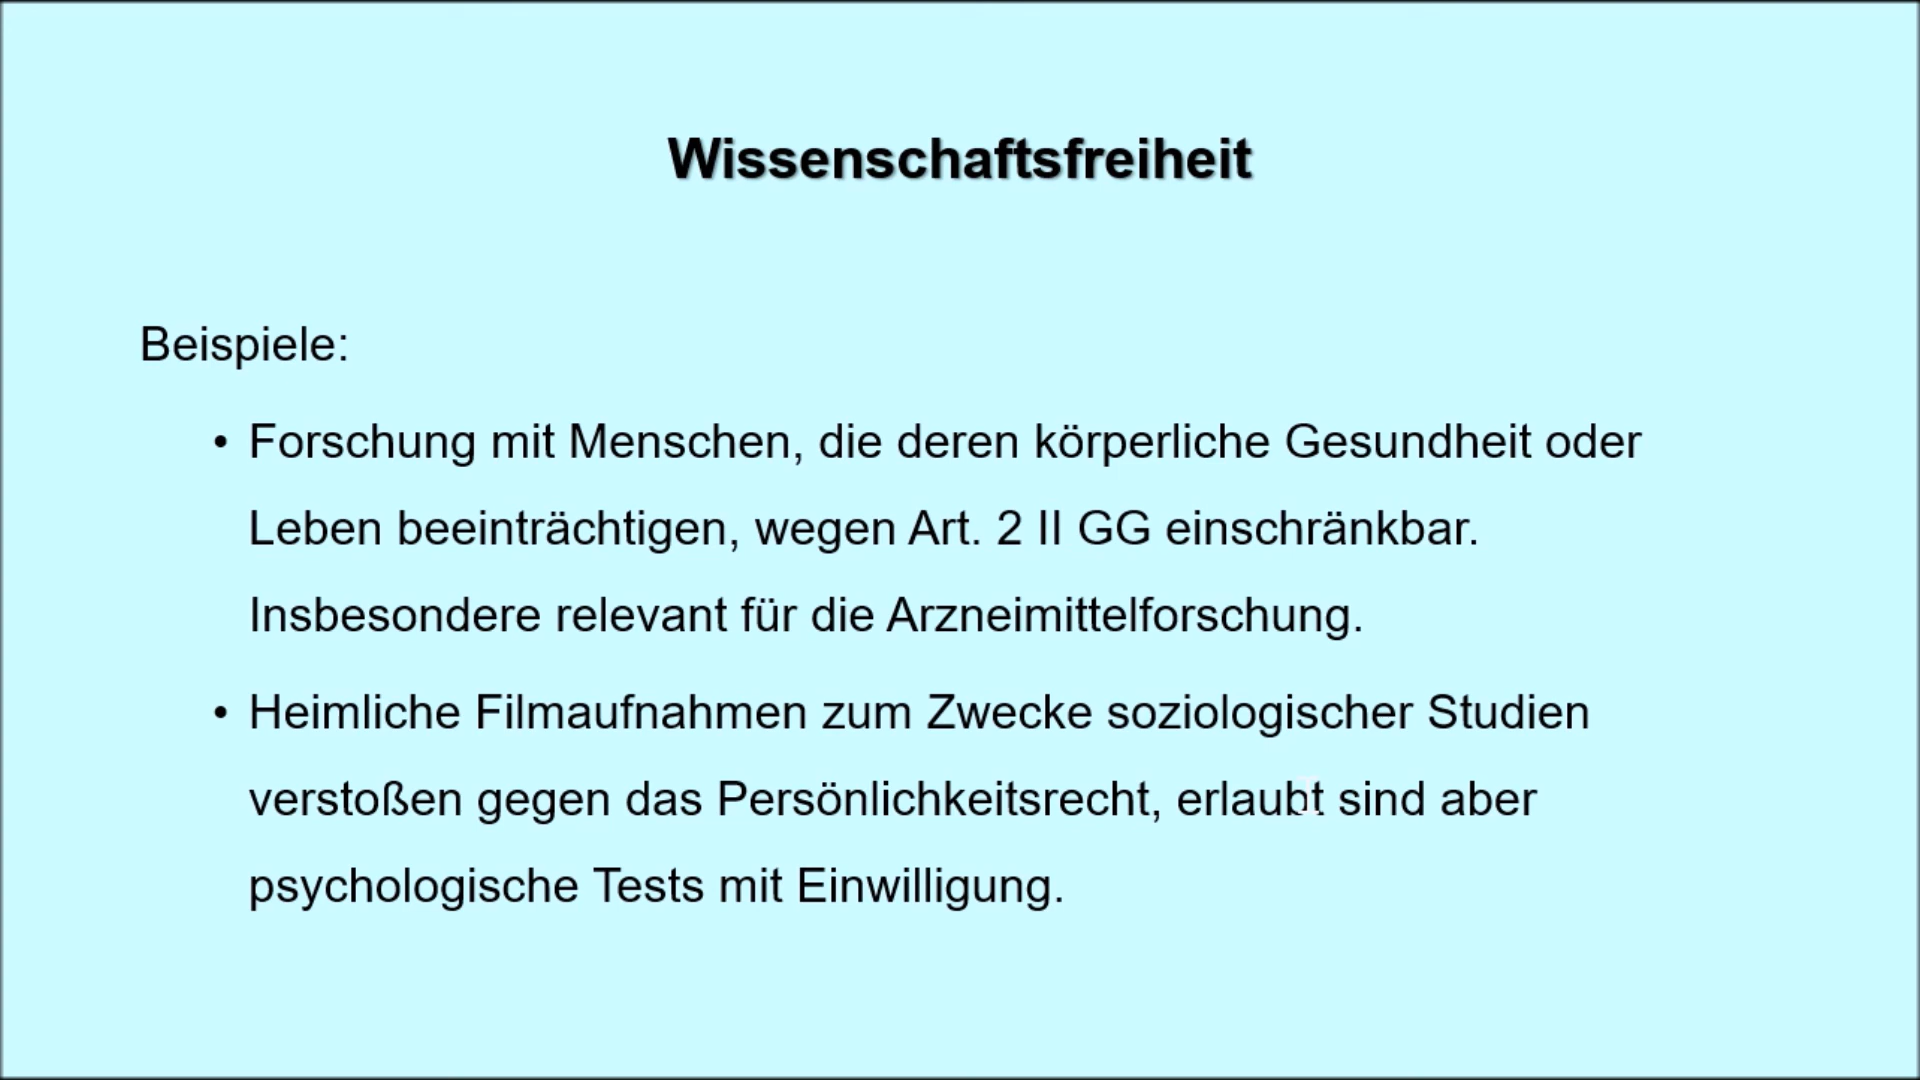 Wissenschaftsfreiheit
Beispiele:
• Forschung mit Menschen, die deren körperliche Gesundheit oder
Leben beeinträchtigen, wegen Art. 2 II GG einschränkbar.
Insbesondere relevant für die Arzneimittelforschung.
• Heimliche Filmaufnahmen zum Zwecke soziologischer Studien
verstoßen gegen das Persönlichkeitsrecht, erlaubt sind aber
psychologische Tests mit Einwilligung.